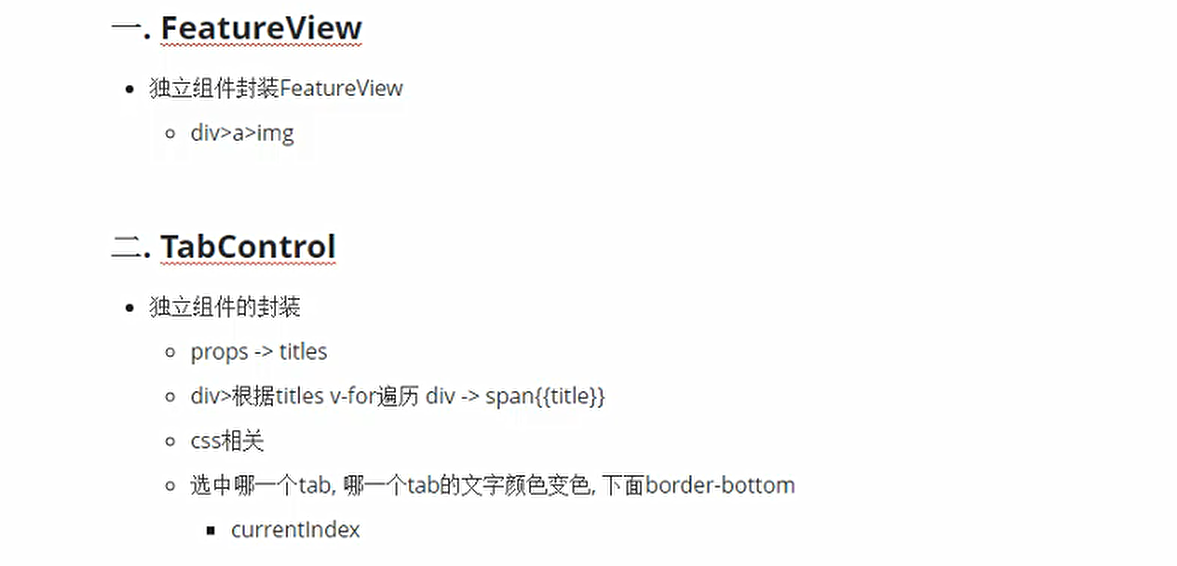 一. FeatureView
独立组件封装FeatureView
div>a>img
二. TabControl
独立组件的封装
props -> titles
div>根据titles v-for遍历 div -> span{{title}}
css相关
选中哪一个tab, 哪一个tab的文字颜色变色, 下面border-bottom
currentIndex